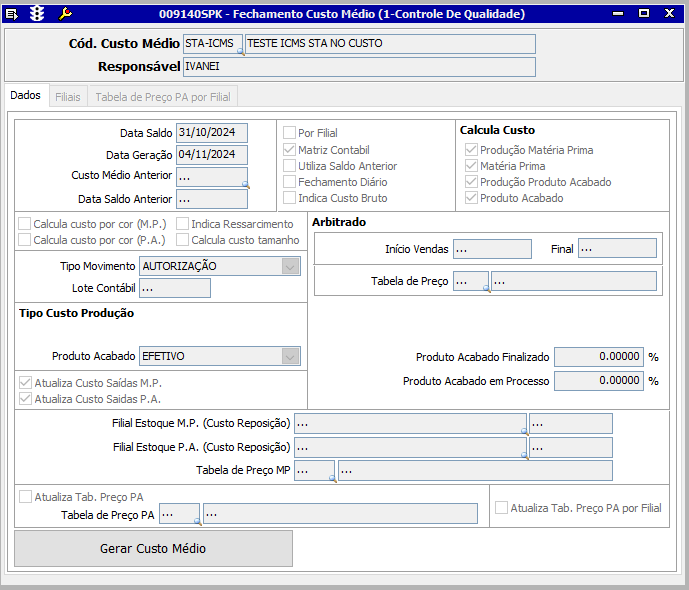 009140SPK - Fechamento Custo Médio (1-Controle De Qualidade)
Cód. Custo Médio STA-ICMS TESTE ICMS STA NO CUSTO
Responsável IVANEI
Dados Filiais Tabela de Preço PA por Filial
Data Saldo 31/10/2024
Data Geração 04/11/2024
Custo Médio Anterior ...
Data Saldo Anterior ...
Por Filial
Matriz Contabil
Utiliza Saldo Anterior
Fechamento Diário
Indica Custo Bruto
Calcula Custo
Produção Matéria Prima
Matéria Prima
Produção Produto Acabado
Produto Acabado
Calcula custo por cor (M.P.) Indica Ressarcimento
Calcula custo por cor (P.A.) Calcula custo tamanho
Tipo Movimento AUTORIZAÇÃO
Lote Contábil ...
Arbitrado
Início Vendas ... Final ...
Tabela de Preço ... ...
Tipo Custo Produção
Produto Acabado EFETIVO
Produto Acabado Finalizado 0.00000 %
Produto Acabado em Processo 0.00000 %
Atualiza Custo Saídas M.P.
Atualiza Custo Saidas P.A.
Filial Estoque M.P. (Custo Reposição) ... ...
Filial Estoque P.A. (Custo Reposição) ... ...
Tabela de Preço MP ... ...
Atualiza Tab. Preço PA
Tabela de Preço PA ... ...
Atualiza Tab. Preço PA por Filial
Gerar Custo Médio